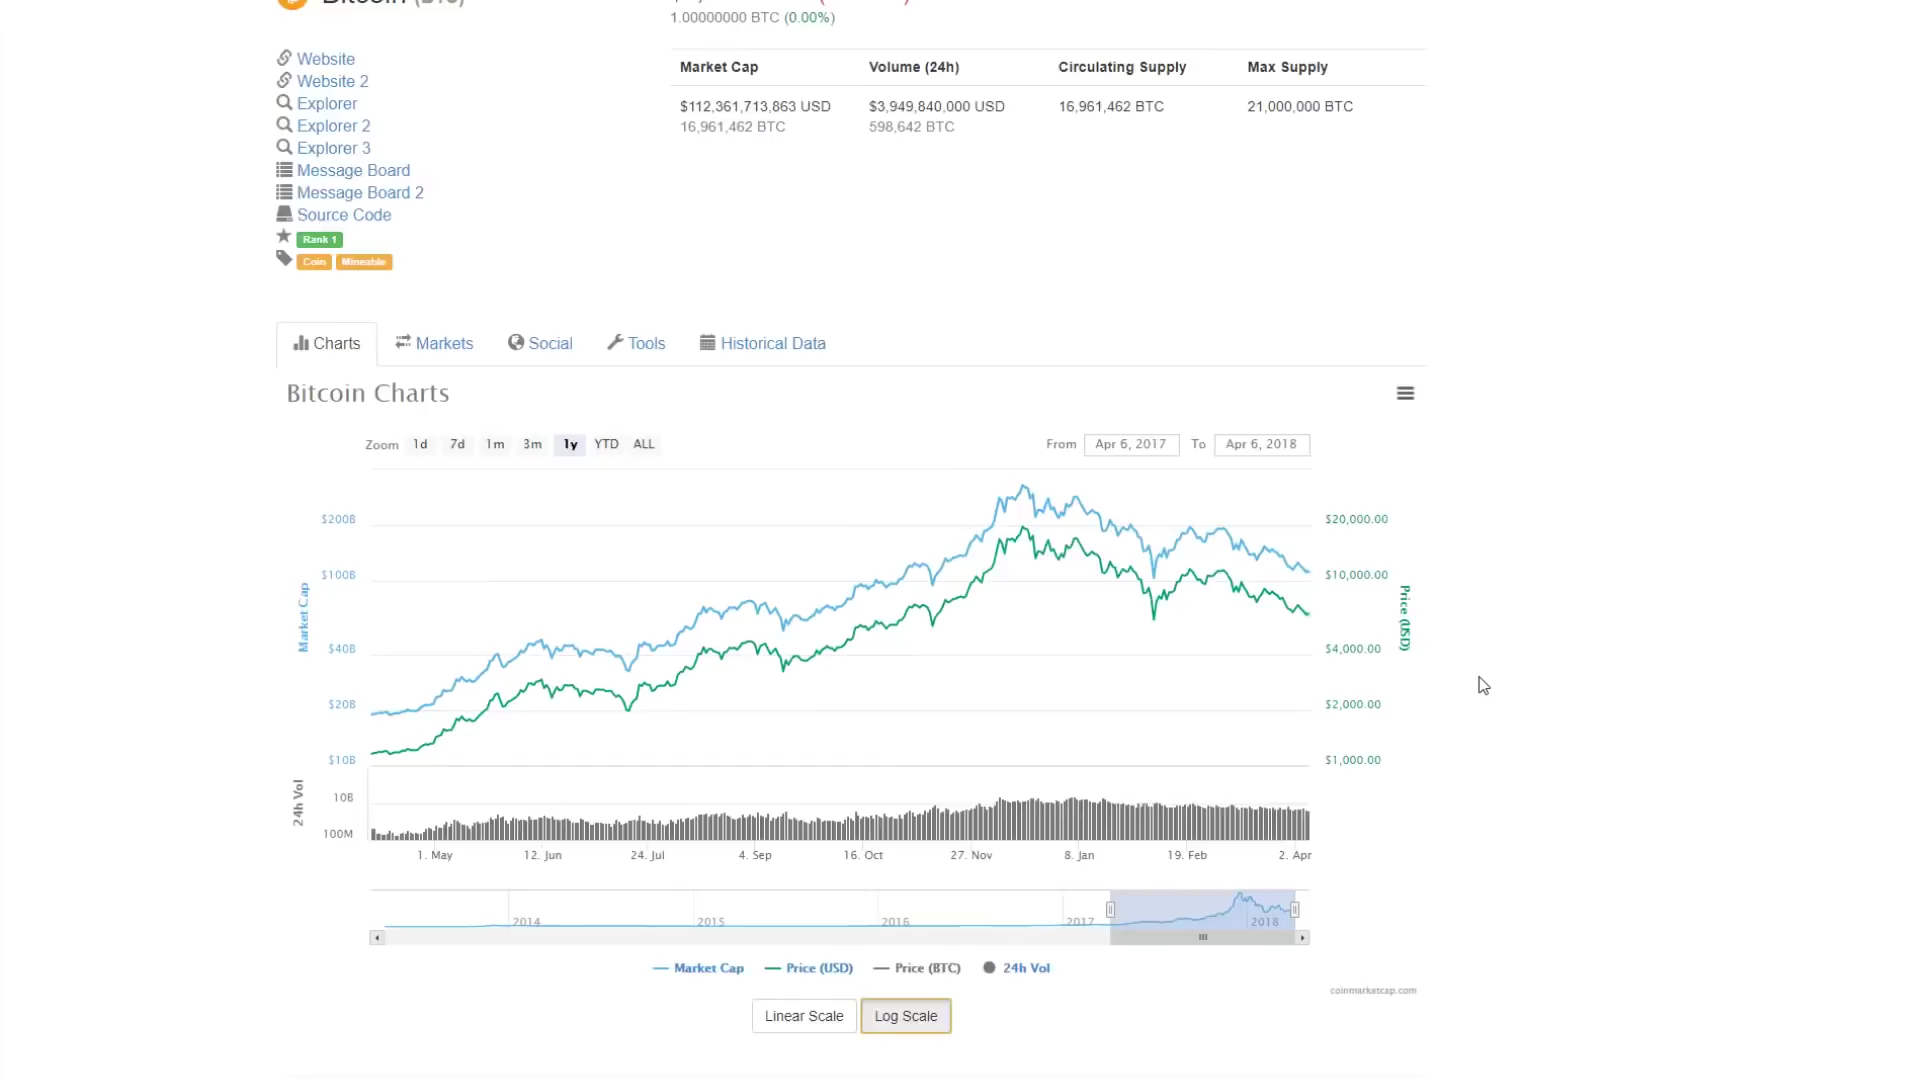 Bitcoin (BTC)
1.00000000 BTC (0.00%)
Website
Website 2
Explorer
Explorer 2
Explorer 3
Message Board
Message Board 2
Source Code
Rank 1
Coin Mineable
Market Cap Volume (24h) Circulating Supply Max Supply
$112,361,713,863 USD $3,949,840,000 USD 16,961,462 BTC 21,000,000 BTC
16,961,462 BTC 598,642 BTC
Charts Markets Social Tools Historical Data
Bitcoin Charts
Zoom 1d 7d 1m 3m 1y YTD ALL From Apr 6, 2017 To Apr 6, 2018
$200B $20,000.00
$100B $10,000.00
Market Cap Price (USD)
$40B $4,000.00
$20B $2,000.00
$10B $1,000.00
24h Vol
10B
100M
1. May 12. Jun 24. Jul 4. Sep 16. Oct 27. Nov 8. Jan 19. Feb 2. Apr
2014 2015 2016 2017 2018
Market Cap Price (USD) Price (BTC) 24h Vol
coinmarketcap.com
Linear Scale Log Scale